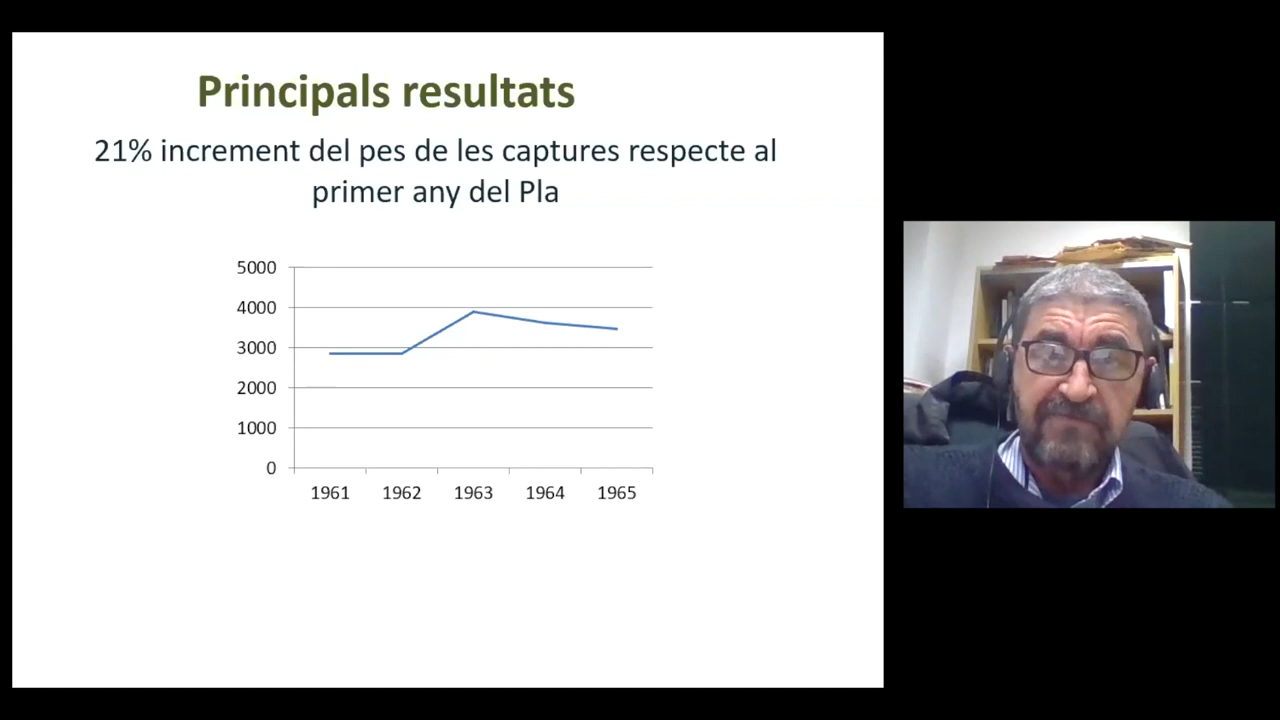 Principals resultats
21% increment del pes de les captures respecte al
primer any del Pla
5000
4000
3000
2000
1000
0
1961 1962 1963 1964 1965